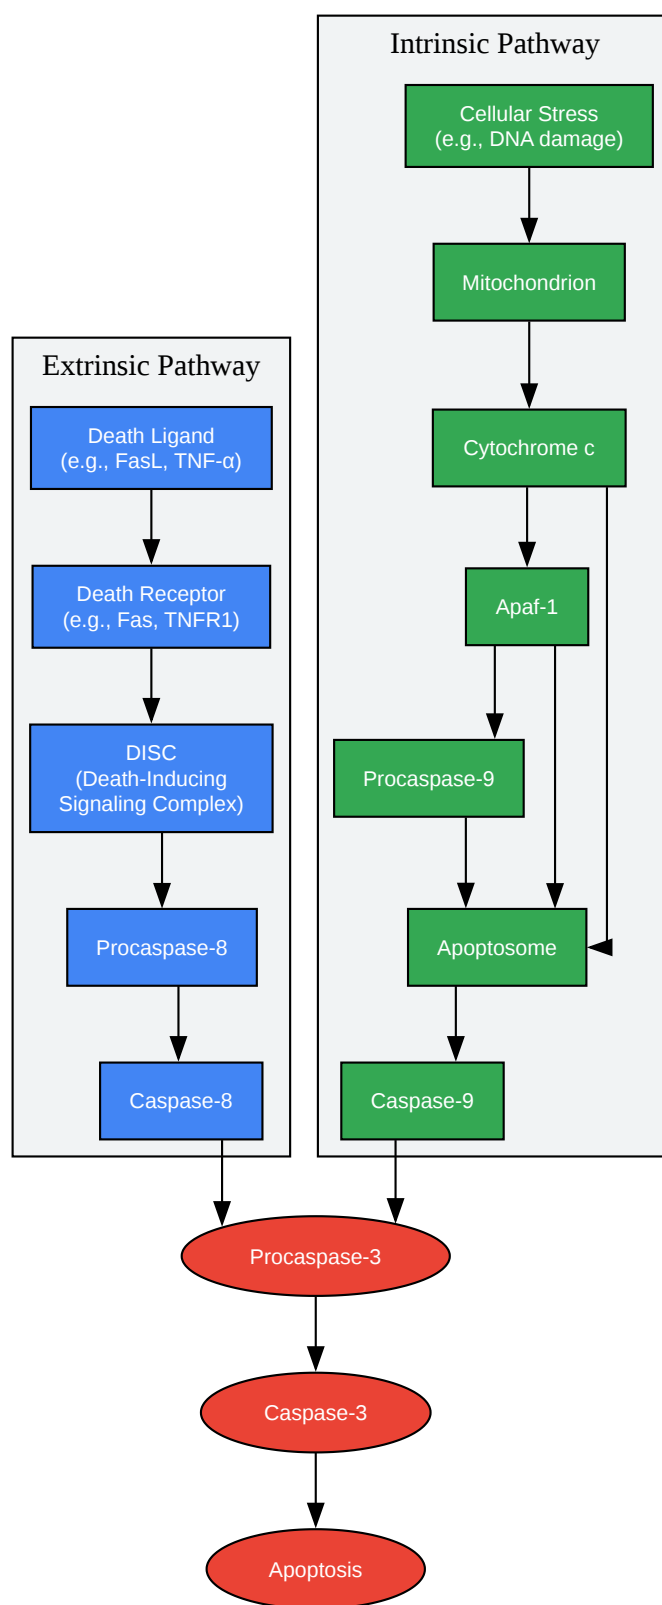 Intrinsic Pathway
Cellular Stress
(e.g., DNA damage)
Mitochondrion
Cytochrome c
Apaf-1
Procaspase-9
Apoptosome
Caspase-9
Extrinsic Pathway
Death Ligand
(e.g., FasL, TNF-α)
Death Receptor
(e.g., Fas, TNFR1)
DISC
(Death-Inducing
Signaling Complex)
Procaspase-8
Caspase-8
Procaspase-3
Caspase-3
Apoptosis